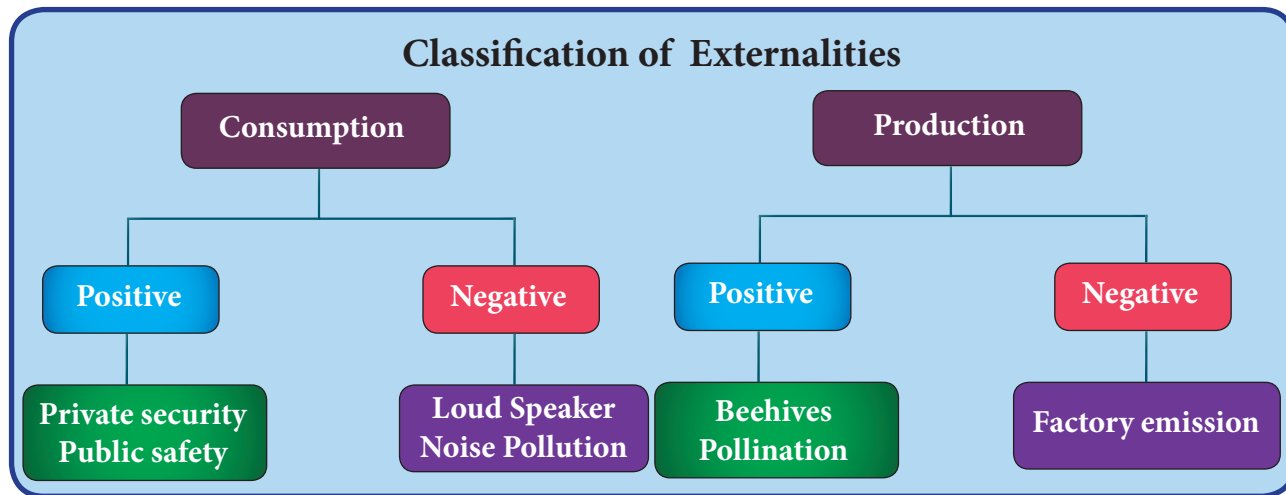 Classification of Externalities
Consumption
Production
Positive
Negative
Positive
Negative
Private security
Public safety
Loud Speaker
Noise Pollution
Beehives
Pollination
Factory emission